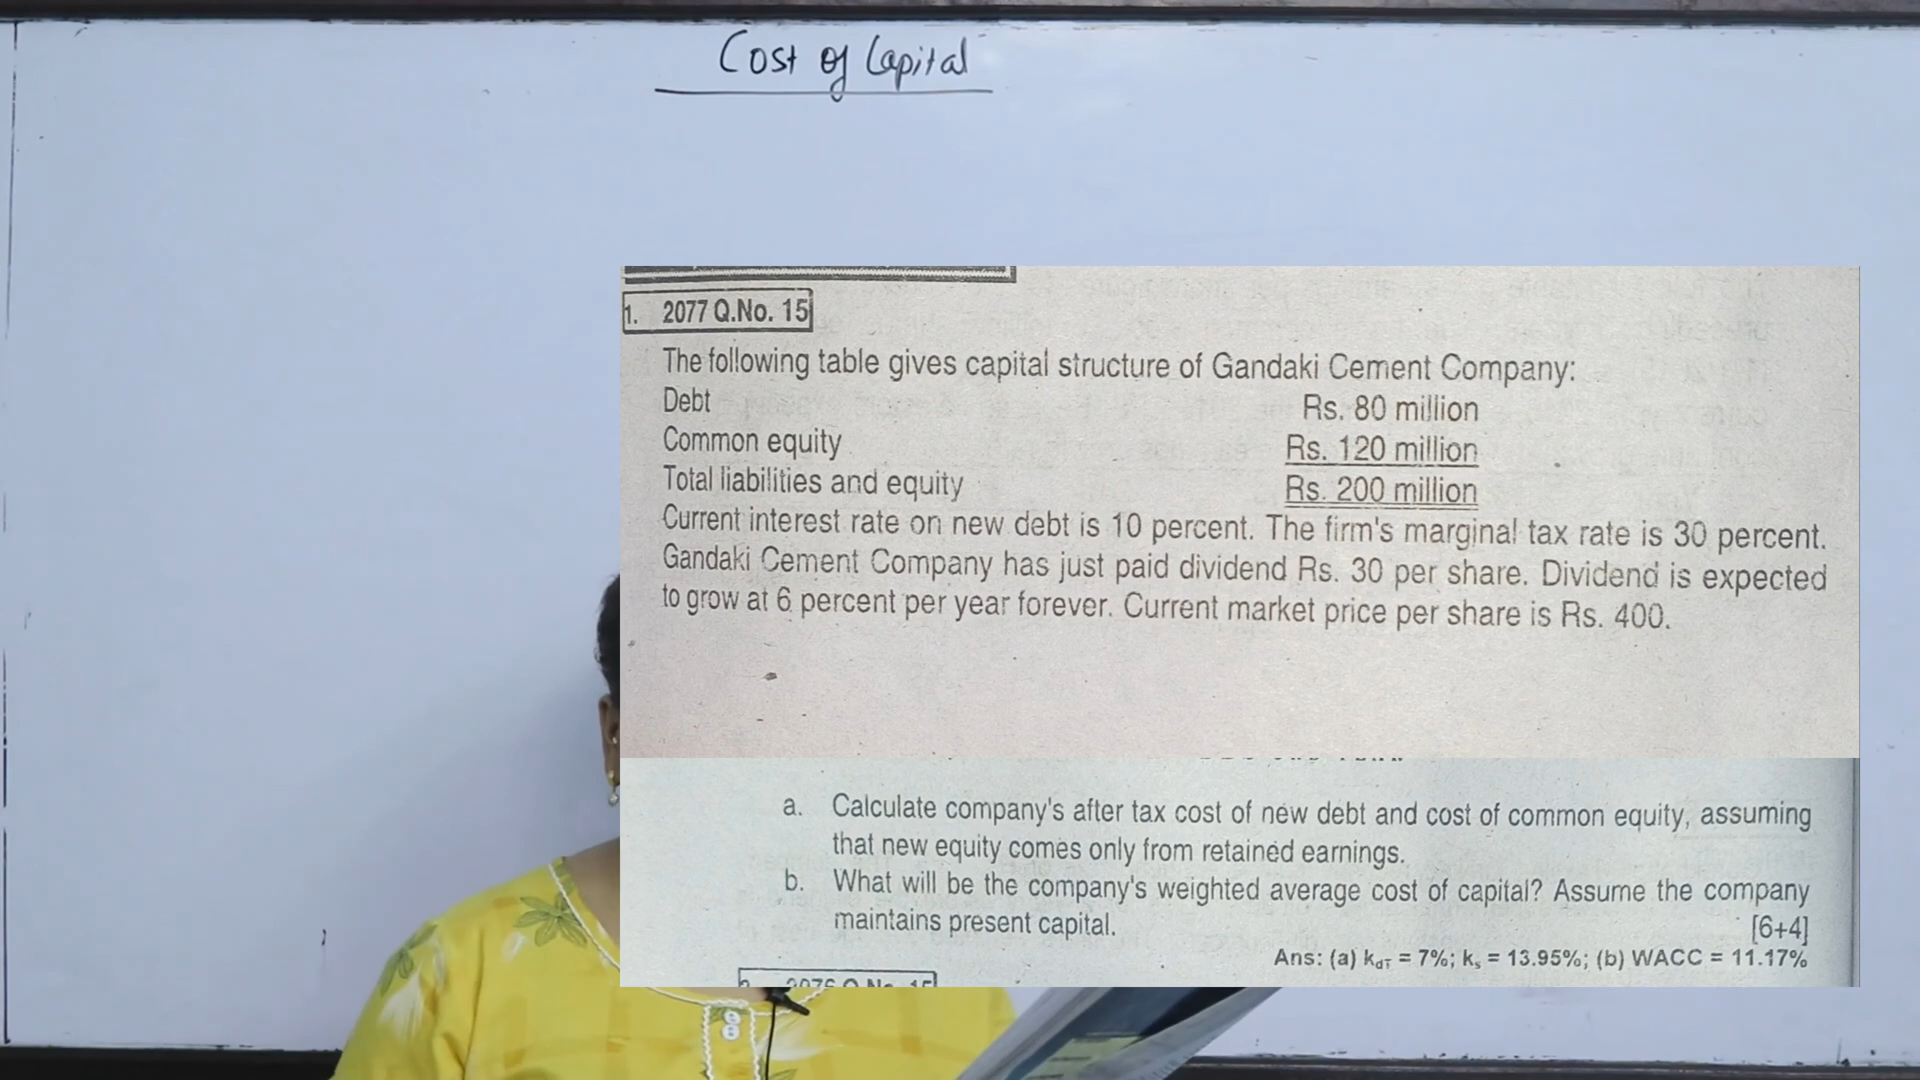 Cost of Capital
1. 2077 Q.No. 15
The following table gives capital structure of Gandaki Cement Company:
Debt Rs. 80 million
Common equity Rs. 120 million
Total liabilities and equity Rs. 200 million
Current interest rate on new debt is 10 percent. The firm's marginal tax rate is 30 percent.
Gandaki Cement Company has just paid dividend Rs. 30 per share. Dividend is expected
to grow at 6 percent per year forever. Current market price per share is Rs. 400.
a. Calculate company's after tax cost of new debt and cost of common equity, assuming
that new equity comes only from retained earnings.
b. What will be the company's weighted average cost of capital? Assume the company
maintains present capital. [6+4]
Ans: (a) kdT = 7%; ks = 13.95%; (b) WACC = 11.17%